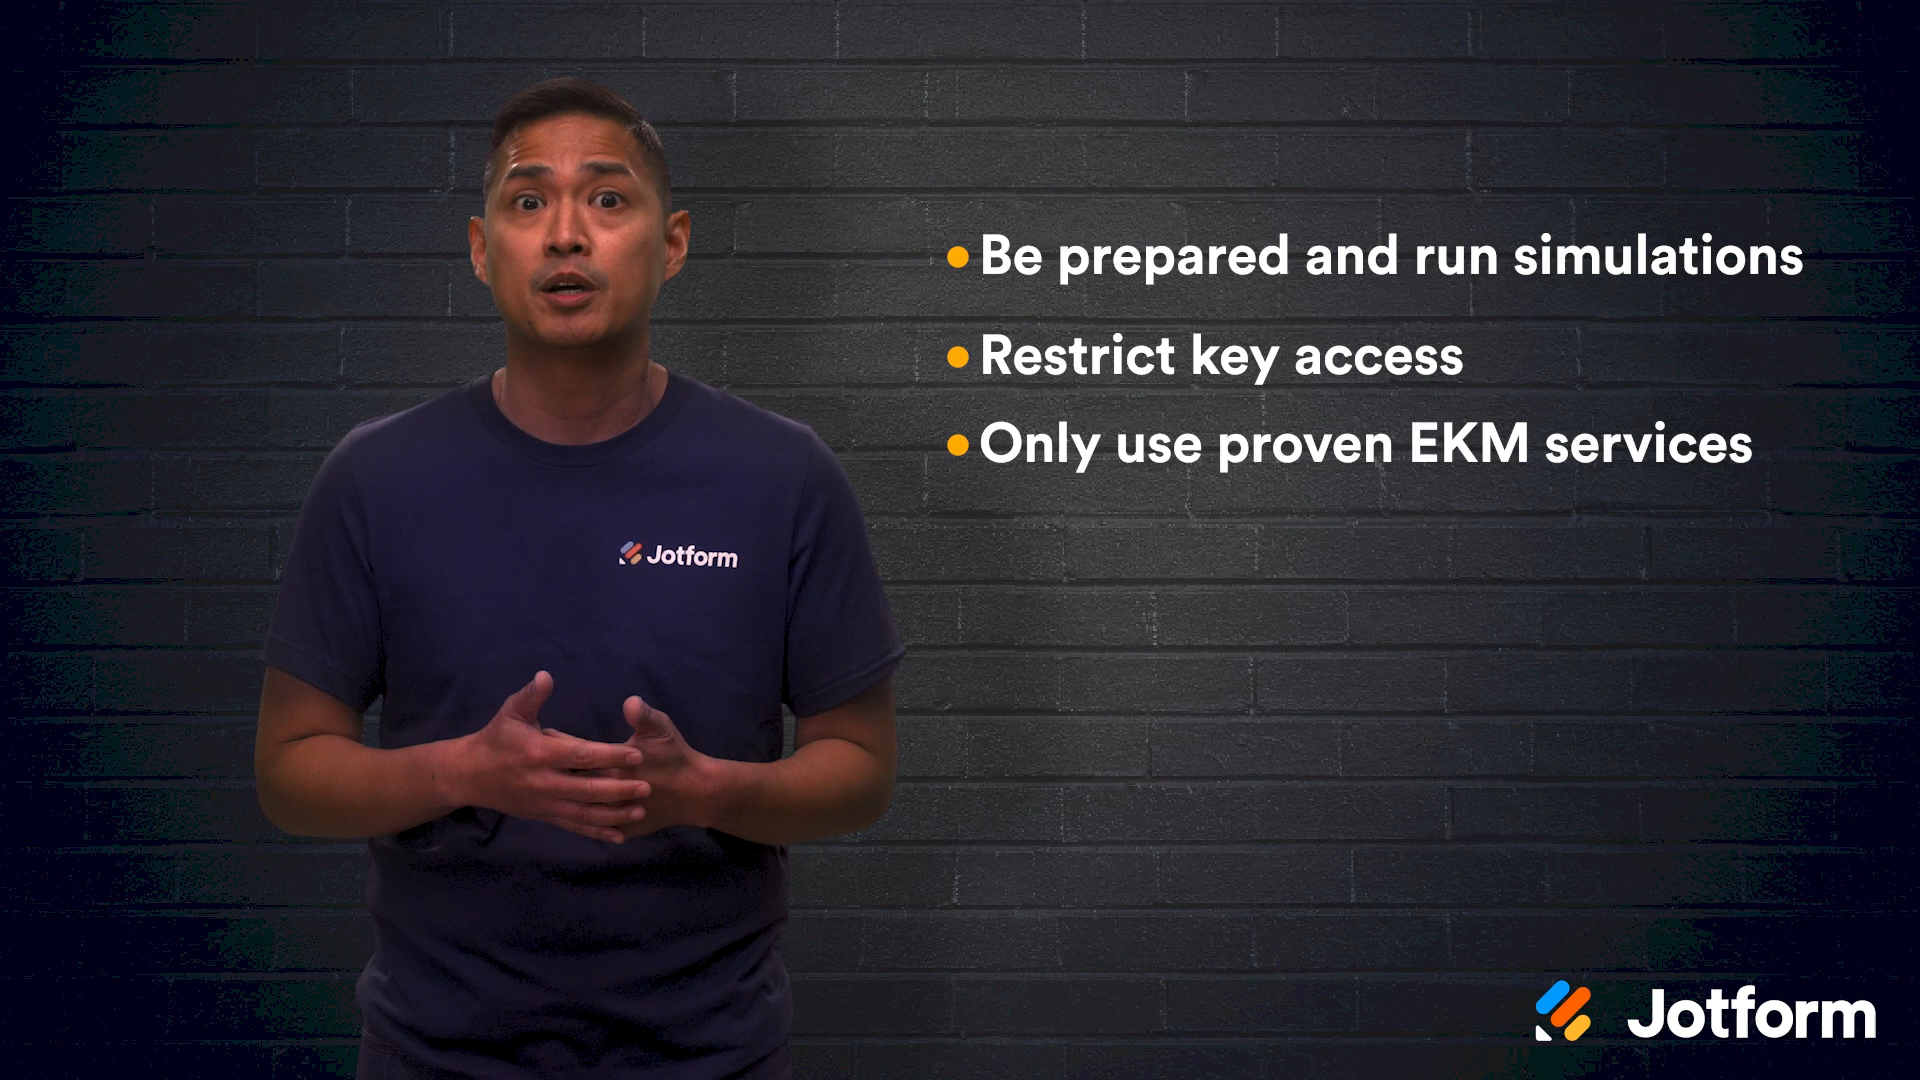 • Be prepared and run simulations
• Restrict key access
• Only use proven EKM services
Jotform
Jotform